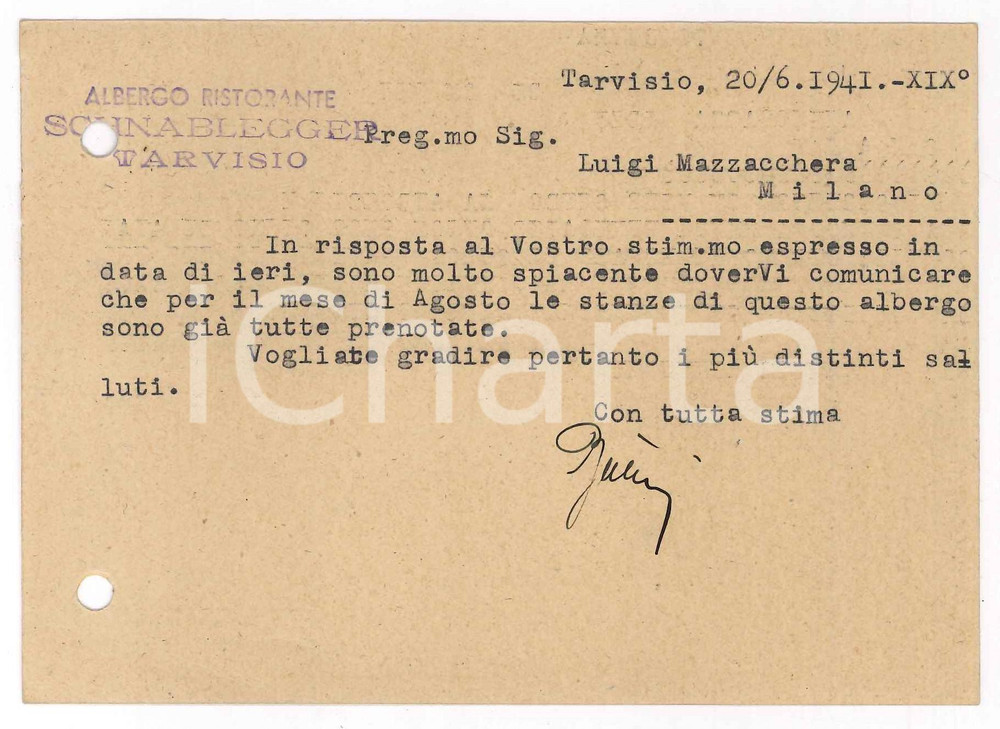 Tarvisio, 20/6.1941.-XIX°
ALBERGO RISTORANTE
SCHNABLEGGER
TARVISIO
Preg.mo Sig.
Luigi Mazzacchera
Milano
In risposta al Vostro stim.mo espresso in
data di ieri, sono molto spiacente doverVi comunicare
che per il mese di Agosto le stanze di questo albergo
sono già tutte prenotate.
Vogliate gradire pertanto i più distinti sal
luti.
Con tutta stima
iCharta